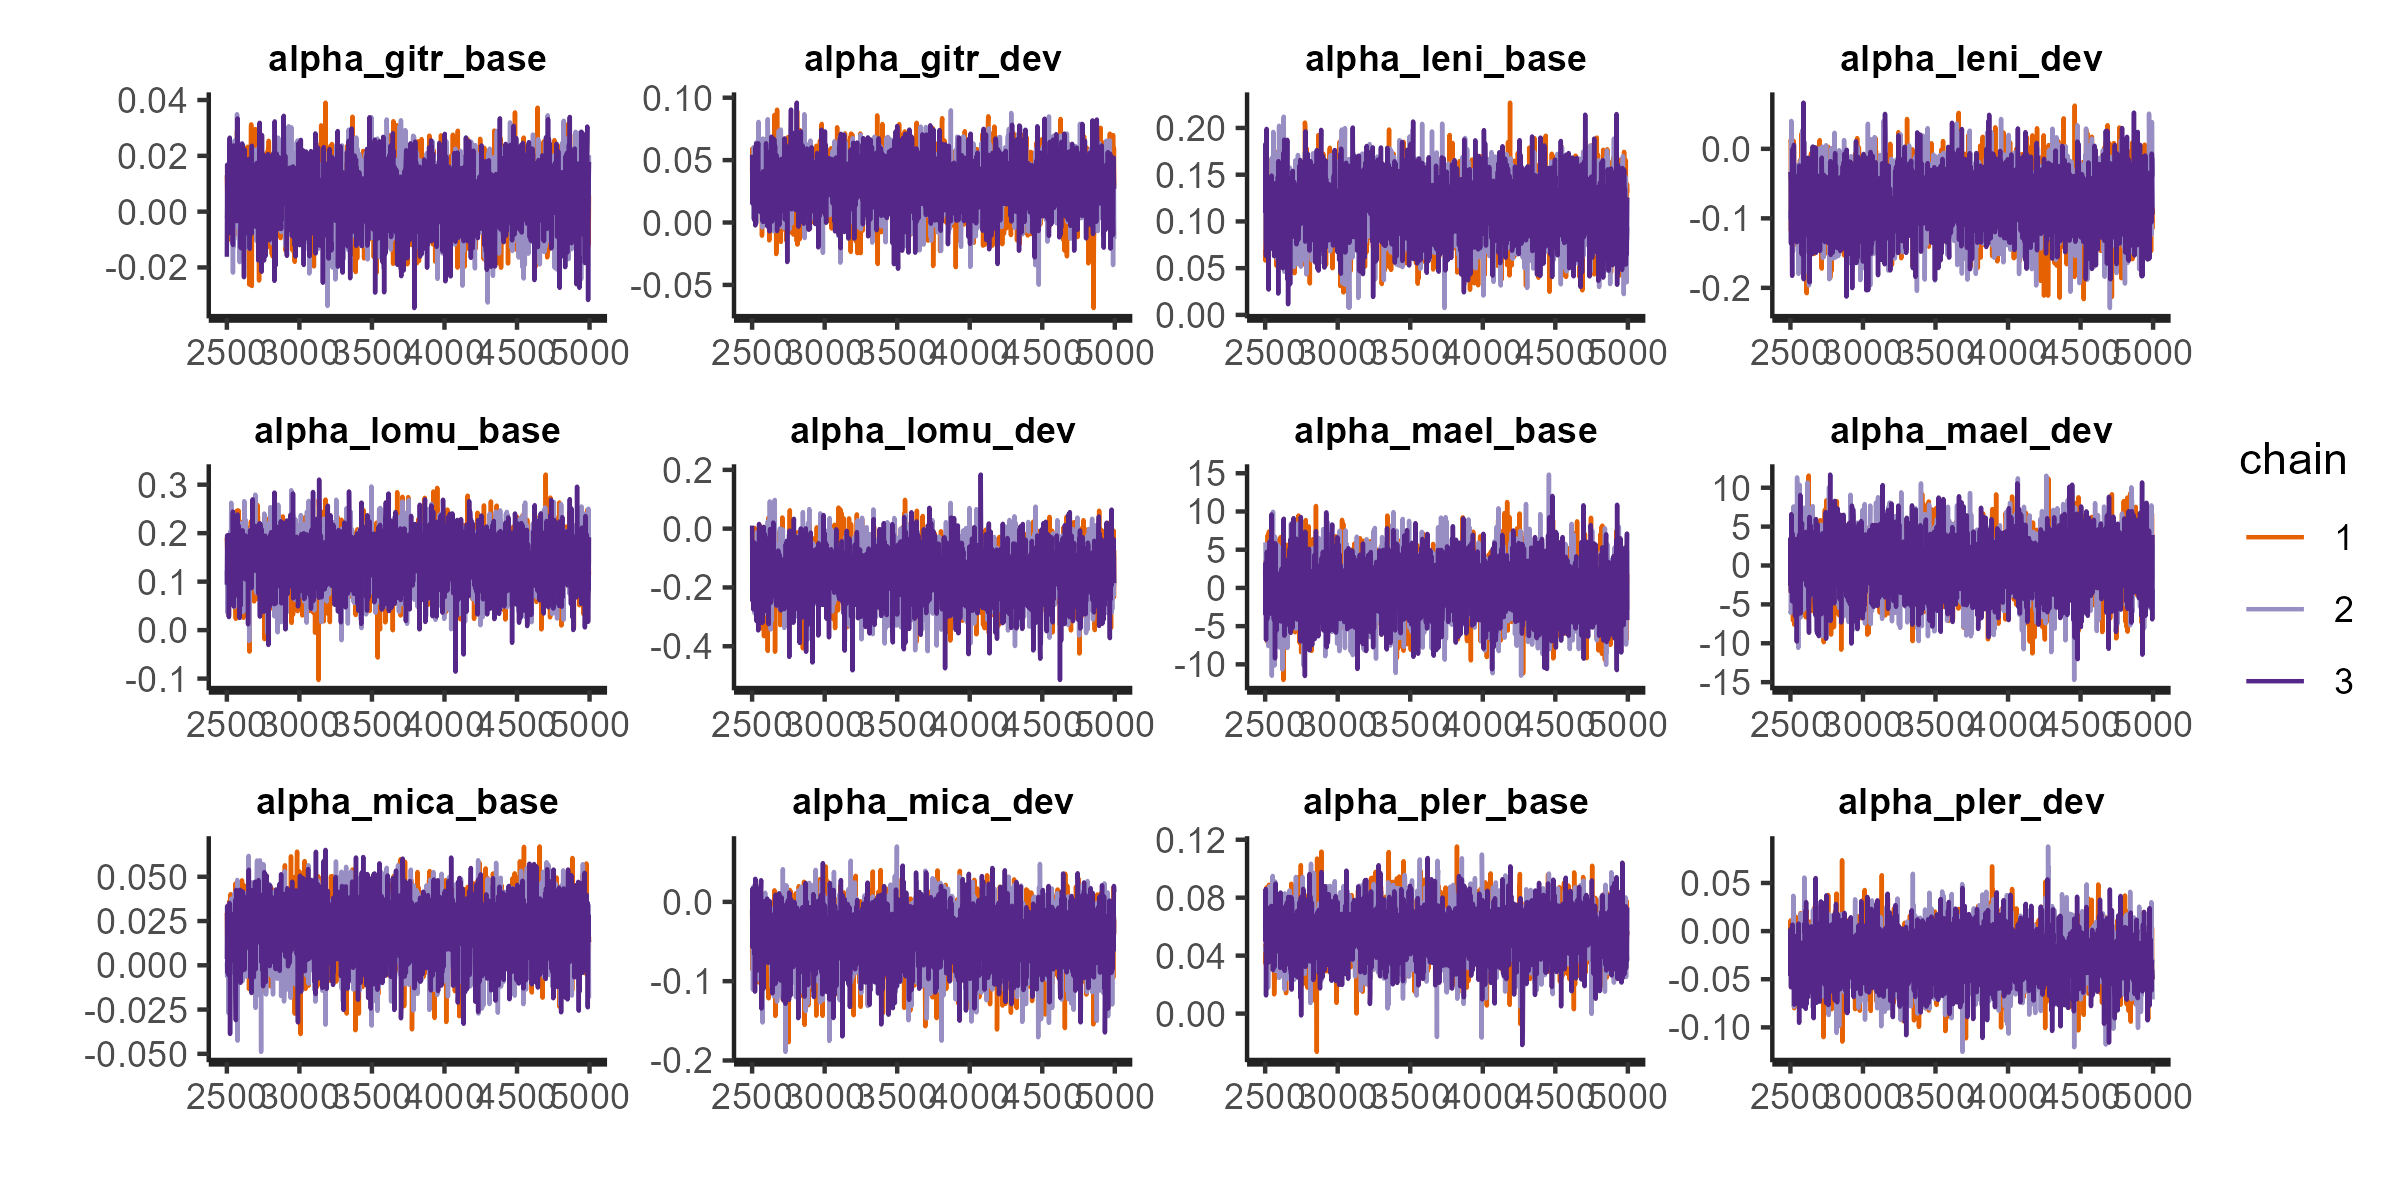 alpha_gitr_base alpha_gitr_dev alpha_leni_base alpha_leni_dev
0.04 0.02 0.00 -0.02
0.10 0.05 0.00 -0.05
0.20 0.15 0.10 0.05 0.00
0.0 -0.1 -0.2
2500 3000 3500 4000 4500 5000 2500 3000 3500 4000 4500 5000 2500 3000 3500 4000 4500 5000 2500 3000 3500 4000 4500 5000
alpha_lomu_base alpha_lomu_dev alpha_mael_base alpha_mael_dev
0.3 0.2 0.1 0.0 -0.1
0.2 0.0 -0.2 -0.4
15 10 5 0 -5 -10
10 5 0 -5 -10 -15
2500 3000 3500 4000 4500 5000 2500 3000 3500 4000 4500 5000 2500 3000 3500 4000 4500 5000 2500 3000 3500 4000 4500 5000
alpha_mica_base alpha_mica_dev alpha_pler_base alpha_pler_dev
0.050 0.025 0.000 -0.025 -0.050
0.0 -0.1 -0.2
0.12 0.08 0.04 0.00
0.05 0.00 -0.05 -0.10
2500 3000 3500 4000 4500 5000 2500 3000 3500 4000 4500 5000 2500 3000 3500 4000 4500 5000 2500 3000 3500 4000 4500 5000
chain
1
2
3